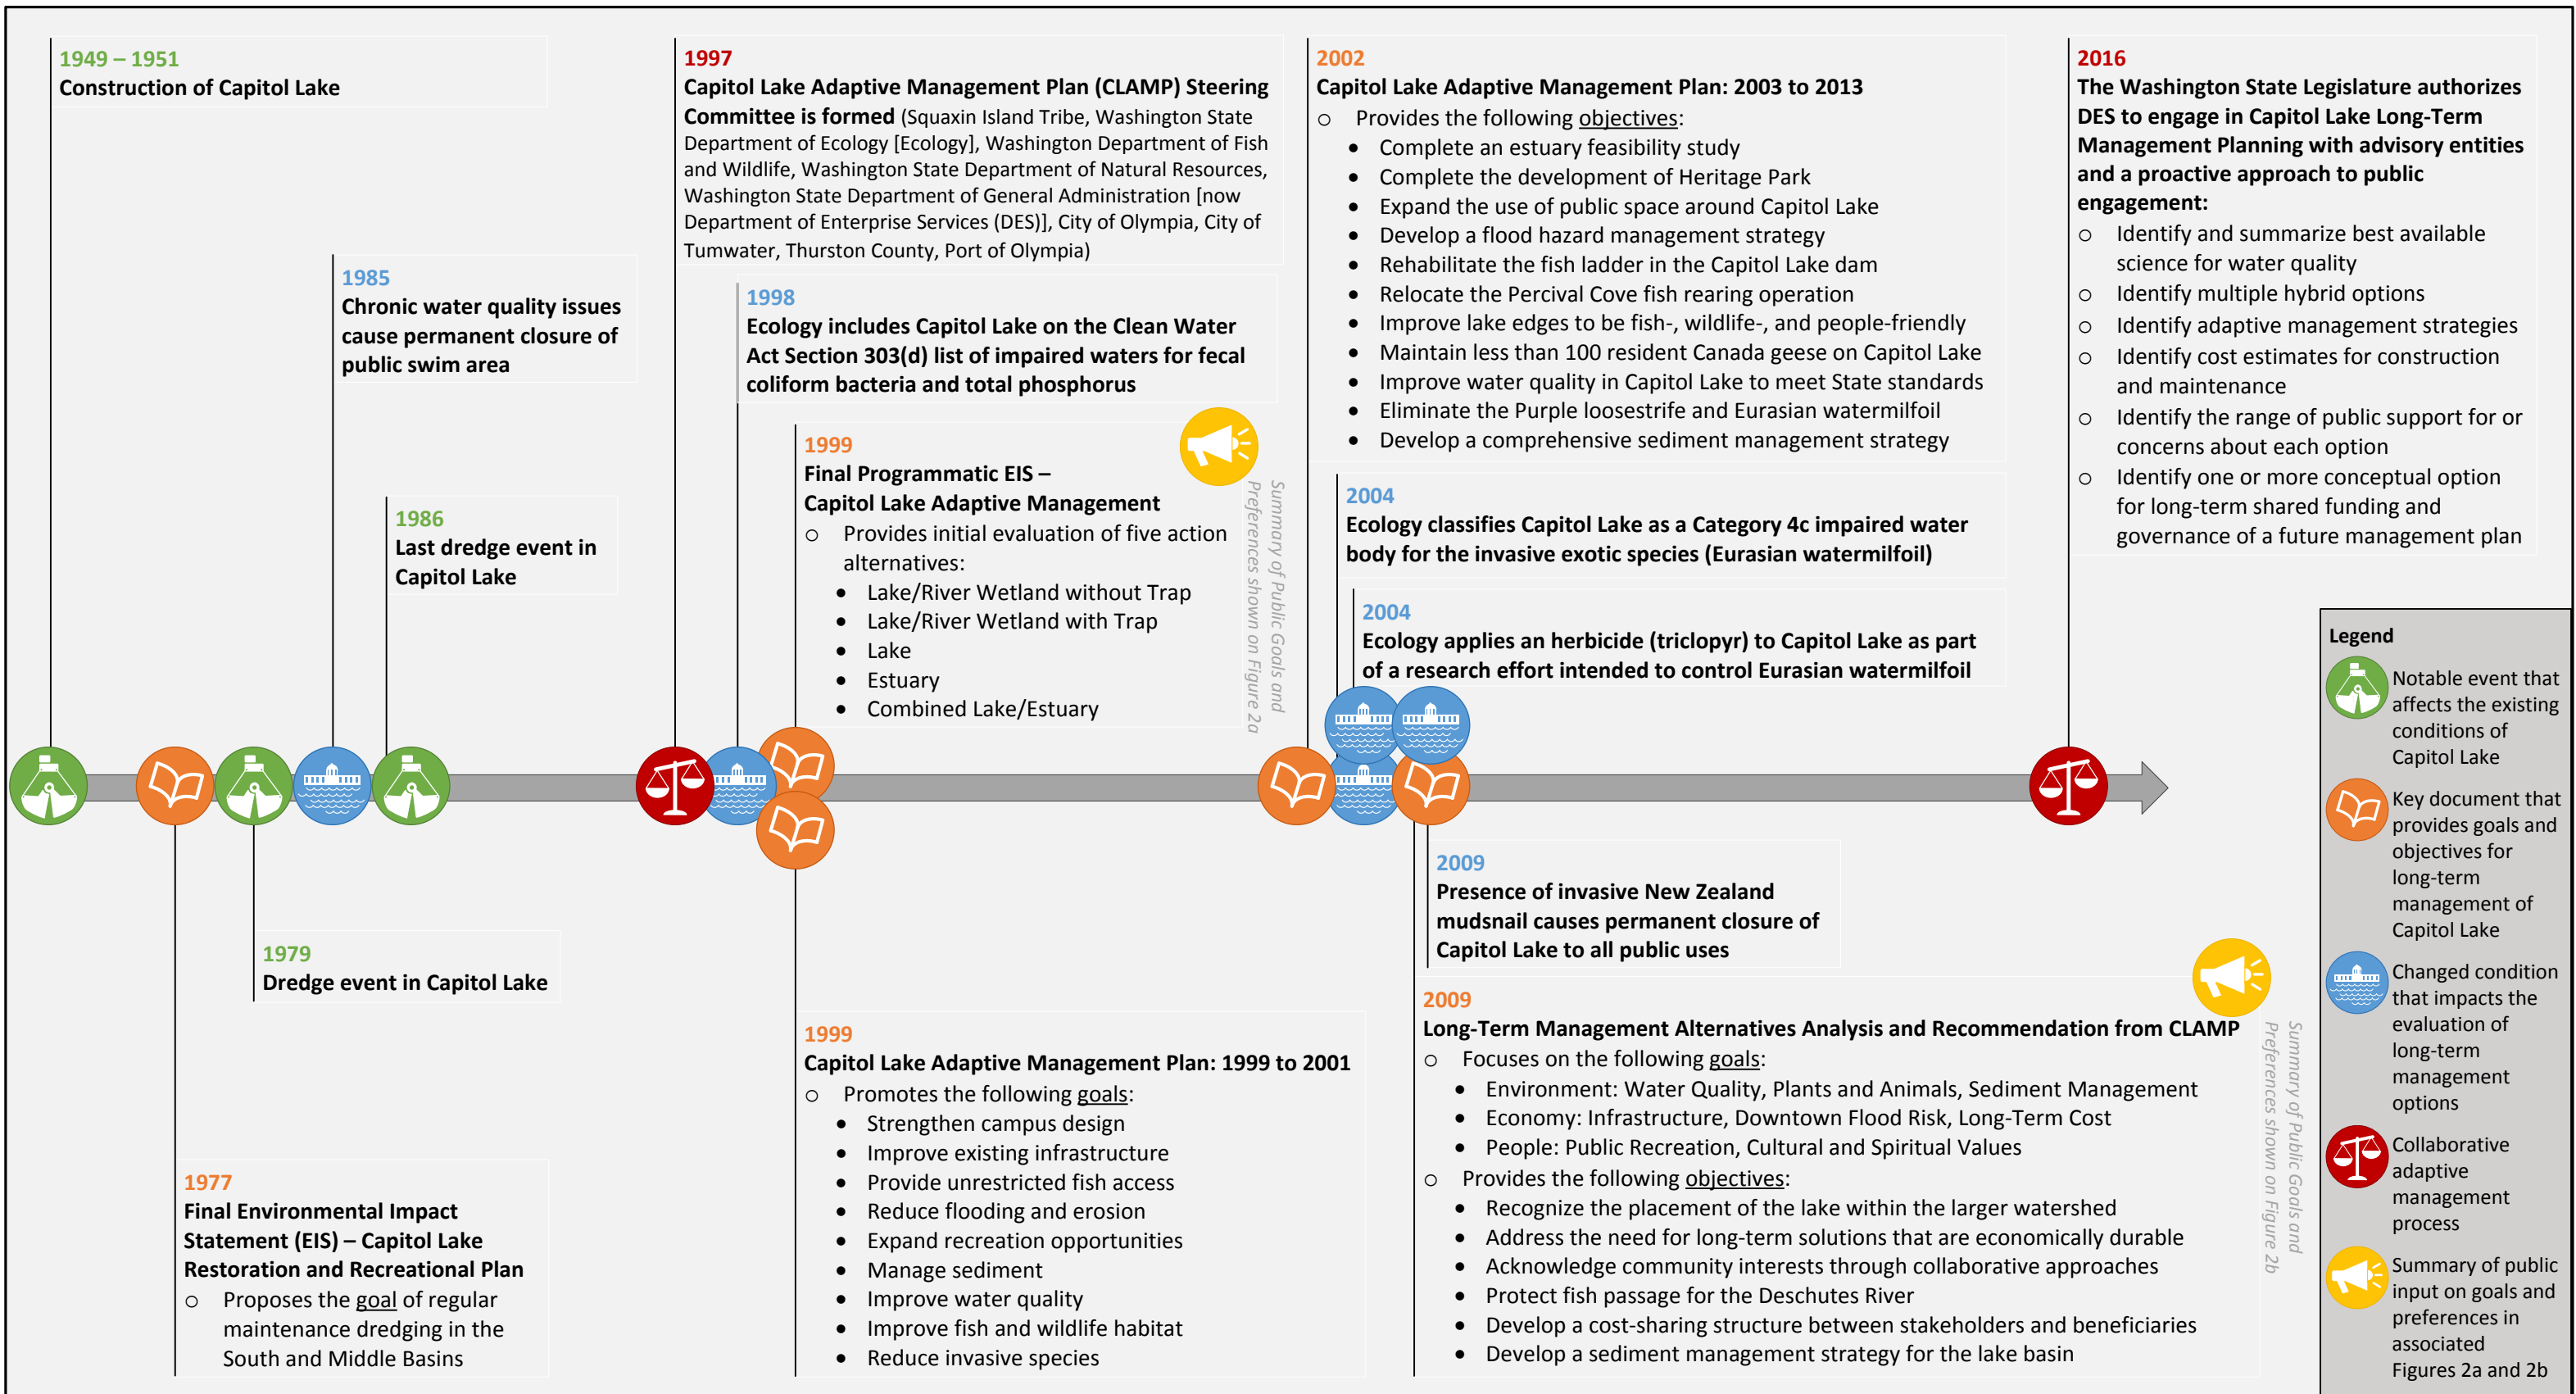 1949 – 1951
Construction of Capitol Lake
1985
Chronic water quality issues
cause permanent closure of
public swim area
1986
Last dredge event in
Capitol Lake
1997
Capitol Lake Adaptive Management Plan (CLAMP) Steering
Committee is formed (Squaxin Island Tribe, Washington State
Department of Ecology [Ecology], Washington Department of Fish
and Wildlife, Washington State Department of Natural Resources,
Washington State Department of General Administration [now
Department of Enterprise Services (DES)], City of Olympia, City of
Tumwater, Thurston County, Port of Olympia)
1998
Ecology includes Capitol Lake on the Clean Water
Act Section 303(d) list of impaired waters for fecal
coliform bacteria and total phosphorus
1999
Final Programmatic EIS –
Capitol Lake Adaptive Management
o Provides initial evaluation of five action
alternatives:
• Lake/River Wetland without Trap
• Lake/River Wetland with Trap
• Lake
• Estuary
• Combined Lake/Estuary
Summary of Public Goals and
Preferences shown on Figure 2a
2002
Capitol Lake Adaptive Management Plan: 2003 to 2013
o Provides the following objectives:
• Complete an estuary feasibility study
• Complete the development of Heritage Park
• Expand the use of public space around Capitol Lake
• Develop a flood hazard management strategy
• Rehabilitate the fish ladder in the Capitol Lake dam
• Relocate the Percival Cove fish rearing operation
• Improve lake edges to be fish-, wildlife-, and people-friendly
• Maintain less than 100 resident Canada geese on Capitol Lake
• Improve water quality in Capitol Lake to meet State standards
• Eliminate the Purple loosestrife and Eurasian watermilfoil
• Develop a comprehensive sediment management strategy
2004
Ecology classifies Capitol Lake as a Category 4c impaired water
body for the invasive exotic species (Eurasian watermilfoil)
2004
Ecology applies an herbicide (triclopyr) to Capitol Lake as part
of a research effort intended to control Eurasian watermilfoil
2016
The Washington State Legislature authorizes
DES to engage in Capitol Lake Long-Term
Management Planning with advisory entities
and a proactive approach to public
engagement:
o Identify and summarize best available
science for water quality
o Identify multiple hybrid options
o Identify adaptive management strategies
o Identify cost estimates for construction
and maintenance
o Identify the range of public support for or
concerns about each option
o Identify one or more conceptual option
for long-term shared funding and
governance of a future management plan
1977
Final Environmental Impact
Statement (EIS) – Capitol Lake
Restoration and Recreational Plan
o Proposes the goal of regular
maintenance dredging in the
South and Middle Basins
1979
Dredge event in Capitol Lake
1999
Capitol Lake Adaptive Management Plan: 1999 to 2001
o Promotes the following goals:
• Strengthen campus design
• Improve existing infrastructure
• Provide unrestricted fish access
• Reduce flooding and erosion
• Expand recreation opportunities
• Manage sediment
• Improve water quality
• Improve fish and wildlife habitat
• Reduce invasive species
2009
Presence of invasive New Zealand
mudsnail causes permanent closure of
Capitol Lake to all public uses
2009
Long-Term Management Alternatives Analysis and Recommendation from CLAMP
o Focuses on the following goals:
• Environment: Water Quality, Plants and Animals, Sediment Management
• Economy: Infrastructure, Downtown Flood Risk, Long-Term Cost
• People: Public Recreation, Cultural and Spiritual Values
o Provides the following objectives:
• Recognize the placement of the lake within the larger watershed
• Address the need for long-term solutions that are economically durable
• Acknowledge community interests through collaborative approaches
• Protect fish passage for the Deschutes River
• Develop a cost-sharing structure between stakeholders and beneficiaries
• Develop a sediment management strategy for the lake basin
Summary of Public Goals and
Preferences shown on Figure 2b
Legend
Notable event that
affects the existing
conditions of
Capitol Lake
Key document that
provides goals and
objectives for
long-term
management of
Capitol Lake
Changed condition
that impacts the
evaluation of
long-term
management
options
Collaborative
adaptive
management
process
Summary of public
input on goals and
preferences in
associated
Figures 2a and 2b